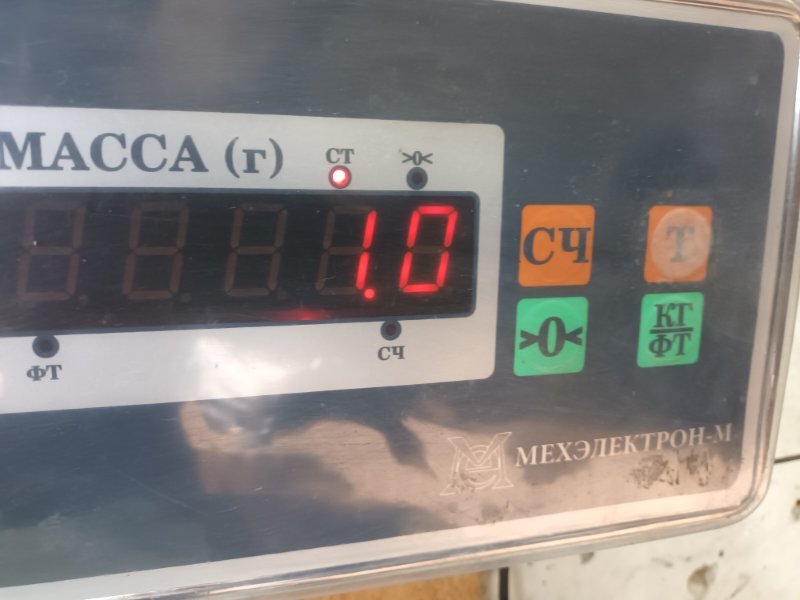 МАССА (г)
СТ >0<
1.0
ФТ
СЧ
СЧ
Т
>0<
КГ
ФТ
МЕХЭЛЕКТРОН-М